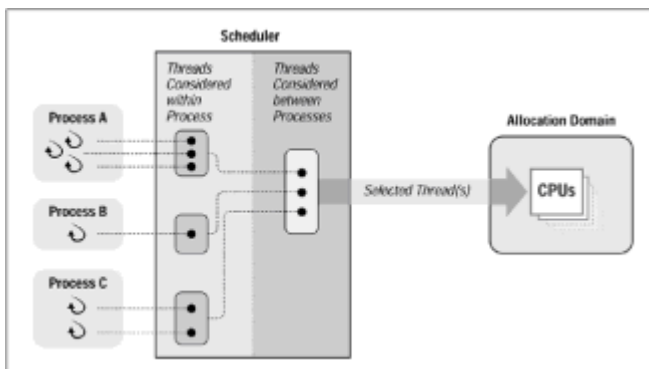 Scheduler
Threads
Considered
within
Process
Threads
Considered
between
Processes
Process A
Allocation Domain
Selected Thread(s)
CPUs
Process B
Process C